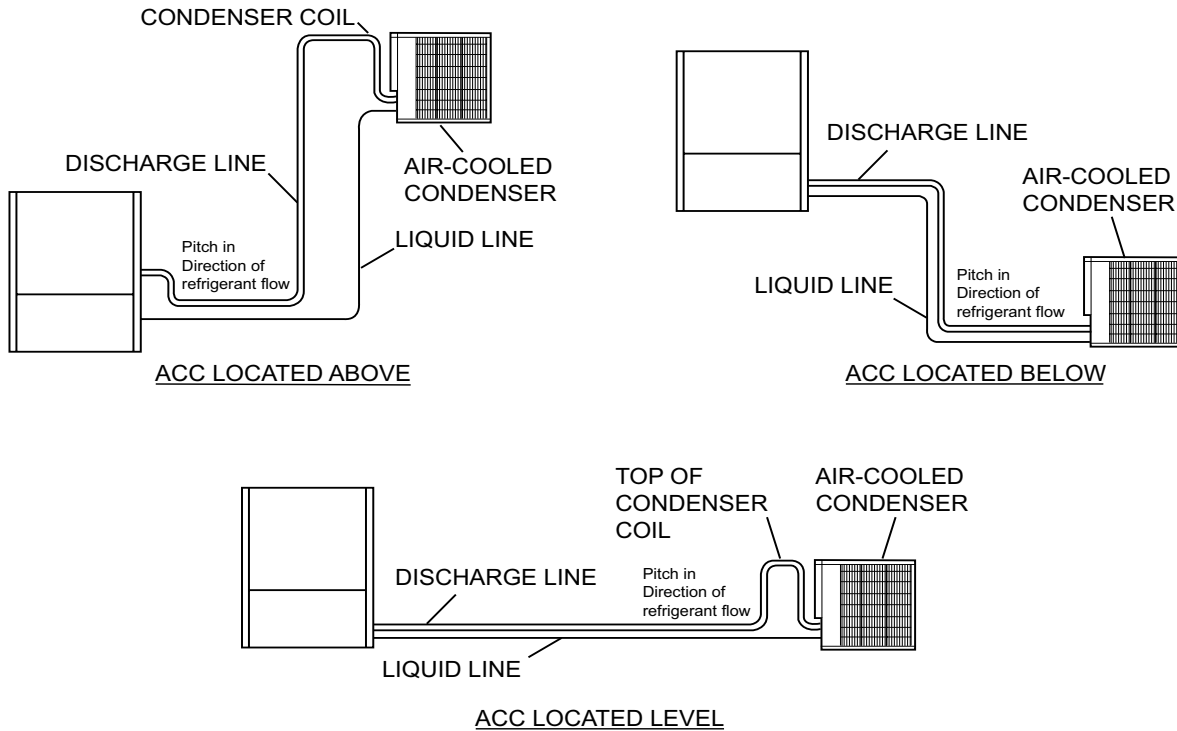 CONDENSER COIL
DISCHARGE LINE
AIR-COOLED
CONDENSER
LIQUID LINE
Pitch in
Direction of
refrigerant flow
ACC LOCATED ABOVE
DISCHARGE LINE
AIR-COOLED
CONDENSER
LIQUID LINE
Pitch in
Direction of
refrigerant flow
ACC LOCATED BELOW
TOP OF
CONDENSER
COIL
AIR-COOLED
CONDENSER
DISCHARGE LINE
Pitch in
Direction of
refrigerant flow
LIQUID LINE
ACC LOCATED LEVEL